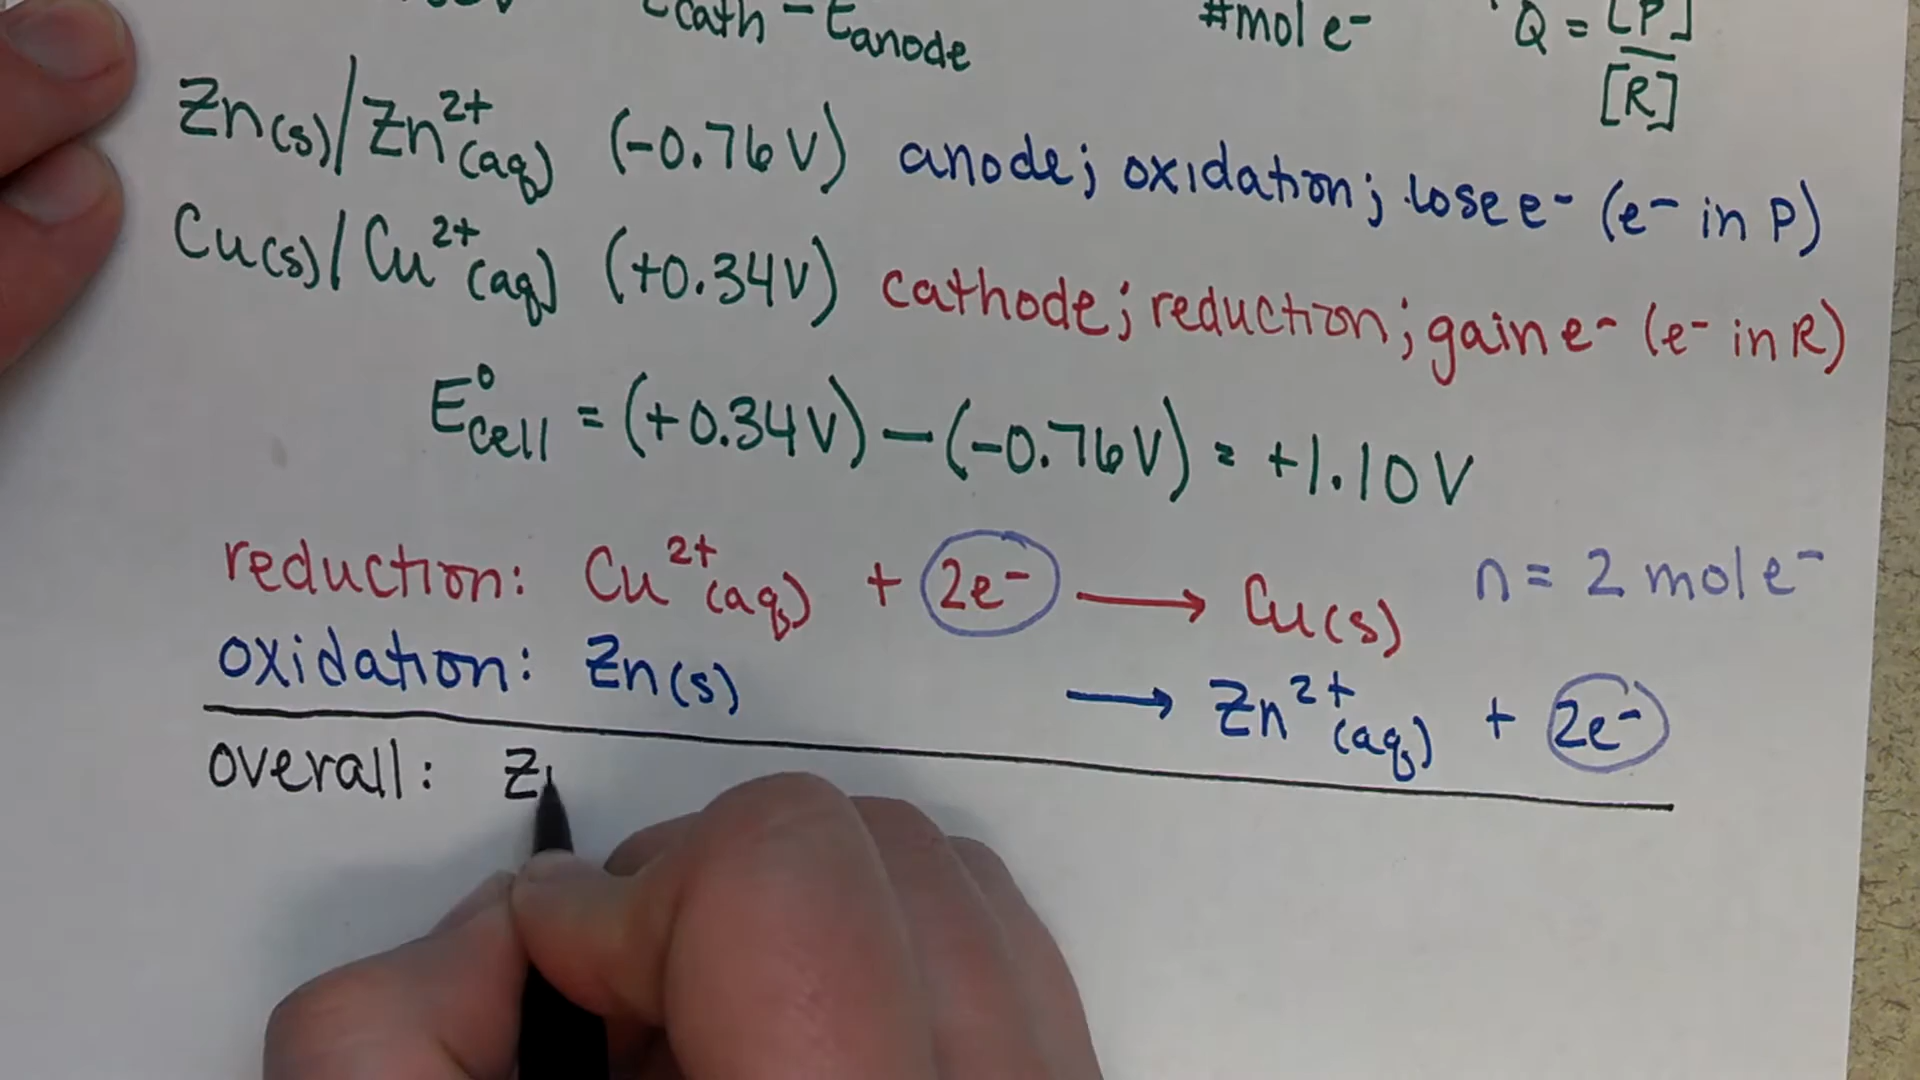 cath – Eanode #mol e⁻ Q = [P]/[R]
Zn(s)/Zn²⁺(aq) (-0.76V) anode; oxidation; lose e⁻ (e⁻ in P)
Cu(s)/Cu²⁺(aq) (+0.34V) cathode; reduction; gain e⁻ (e⁻ in R)
E⁰cell = (+0.34V) – (-0.76V) = +1.10V
reduction: Cu²⁺(aq) + 2e⁻ → Cu(s) n = 2 mol e⁻
oxidation: Zn(s) → Zn²⁺(aq) + 2e⁻
overall: Z